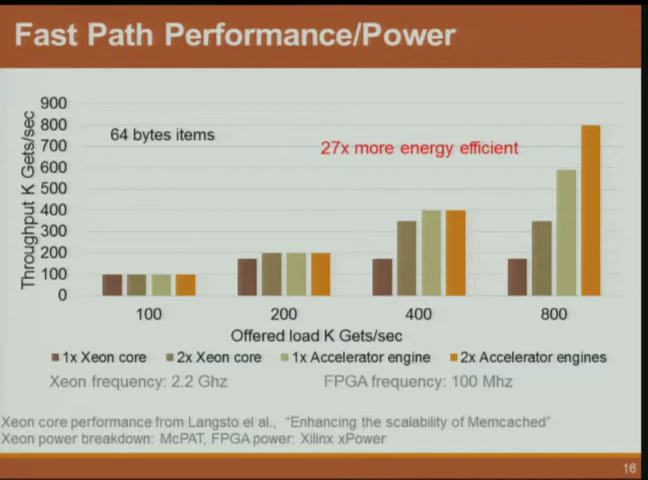 Fast Path Performance/Power
900
800
700
600
500
400
300
200
100
0
Throughput K Gets/sec
64 bytes items
27x more energy efficient
100 200 400 800
Offered load K Gets/sec
1x Xeon core 2x Xeon core 1x Accelerator engine 2x Accelerator engines
Xeon frequency: 2.2 Ghz FPGA frequency: 100 Mhz
Xeon core performance from Langsto el al., "Enhancing the scalability of Memcached"
Xeon power breakdown: McPAT, FPGA power: Xilinx xPower
16